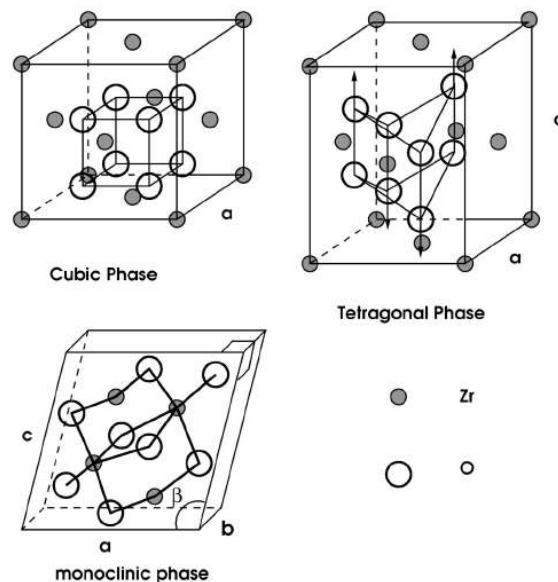 a
Cubic Phase
c
a
Tetragonal Phase
c
β
b
a
monoclinic phase
Zr
O